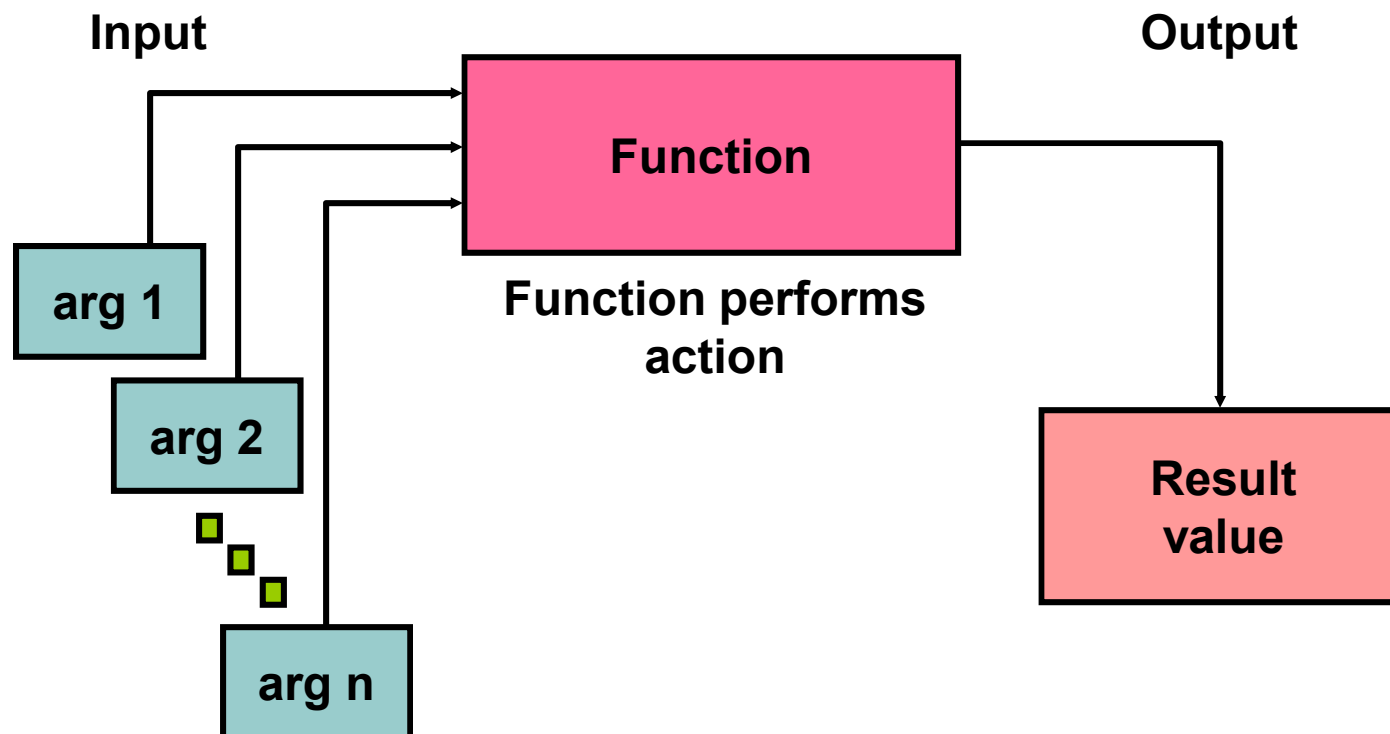 Input
Output
Function
arg 1
Function performs
action
arg 2
Result
value
arg n